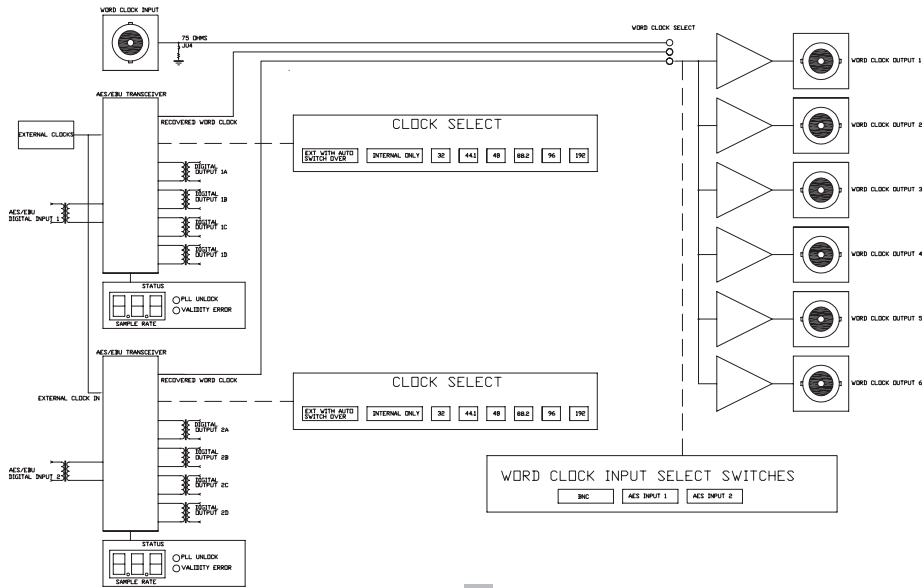 WORD CLOCK INPUT
75 OHMS
JU4
WORD CLOCK SELECT
WORD CLOCK OUTPUT 1
WORD CLOCK OUTPUT 2
WORD CLOCK OUTPUT 3
WORD CLOCK OUTPUT 4
WORD CLOCK OUTPUT 5
WORD CLOCK OUTPUT 6
AES/EBU TRANSCEIVER
RECOVERED WORD CLOCK
EXTERNAL CLOCKS
CLOCK SELECT
EXT WITH AUTO
SWITCH OVER
INTERNAL ONLY
32
44.1
48
88.2
96
192
DIGITAL
OUTPUT 1A
DIGITAL
OUTPUT 1B
DIGITAL
OUTPUT 1C
DIGITAL
OUTPUT 1D
AES/EBU
DIGITAL INPUT 1
STATUS
PLL UNLOCK
VALIDITY ERROR
SAMPLE RATE
AES/EBU TRANSCEIVER
RECOVERED WORD CLOCK
EXTERNAL CLOCK IN
CLOCK SELECT
EXT WITH AUTO
SWITCH OVER
INTERNAL ONLY
32
44.1
48
88.2
96
192
DIGITAL
OUTPUT 2A
DIGITAL
OUTPUT 2B
DIGITAL
OUTPUT 2C
DIGITAL
OUTPUT 2D
AES/EBU
DIGITAL INPUT 2
STATUS
PLL UNLOCK
VALIDITY ERROR
SAMPLE RATE
WORD CLOCK INPUT SELECT SWITCHES
BNC
AES INPUT 1
AES INPUT 2